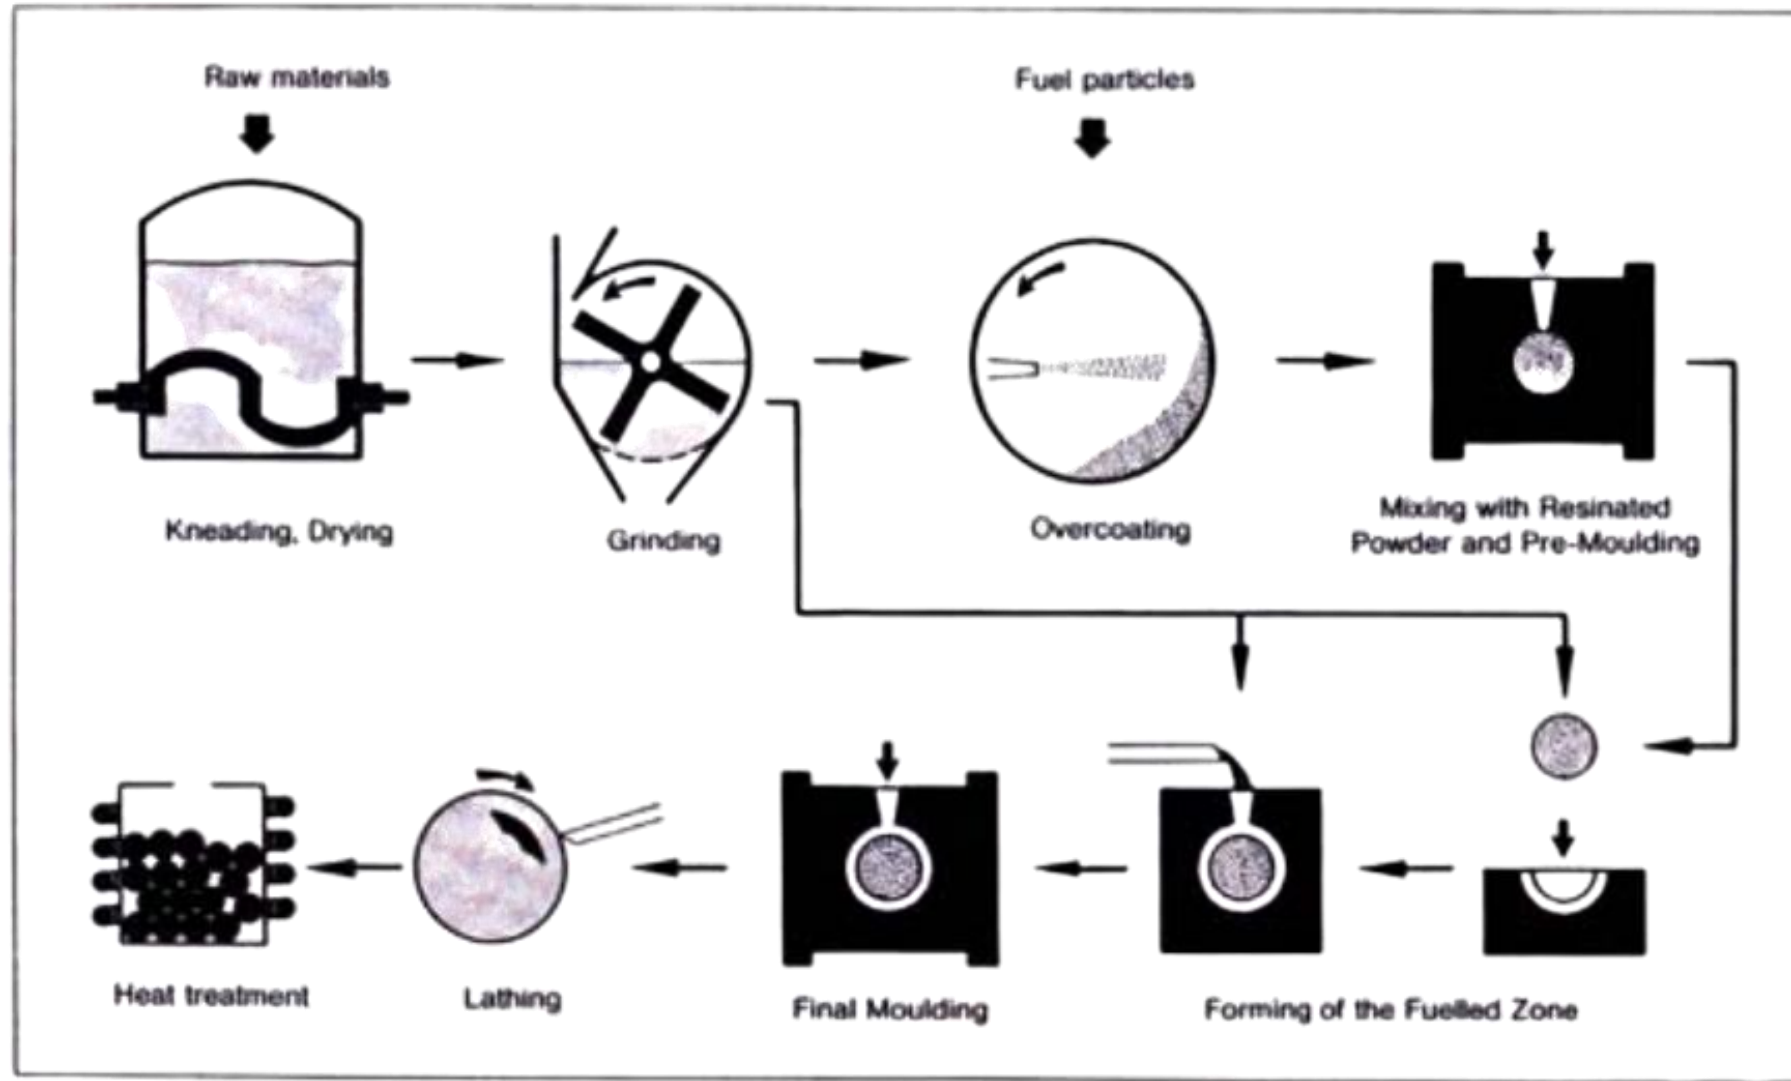 Raw materials
Fuel particles
Kneading, Drying
Grinding
Overcoating
Mixing with Resinated
Powder and Pre-Moulding
Heat treatment
Lathing
Final Moulding
Forming of the Fuelled Zone